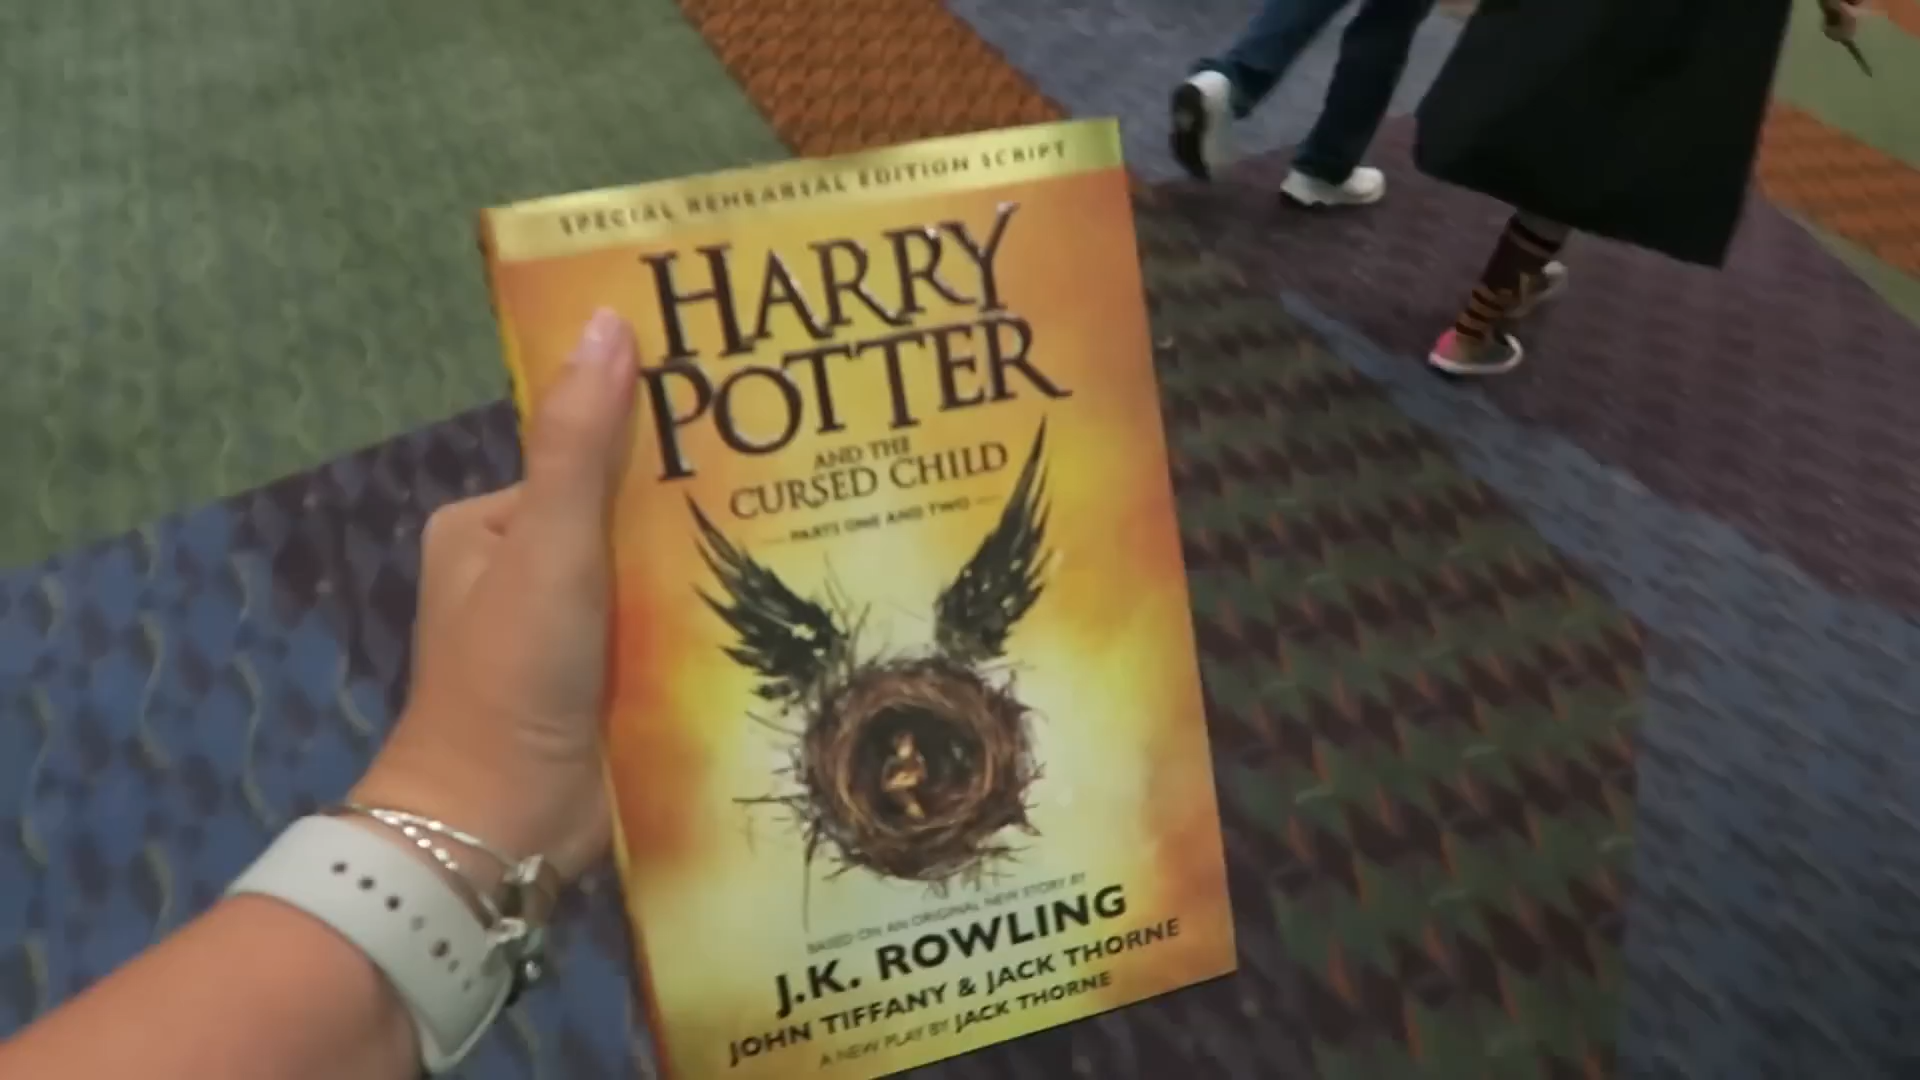 SPECIAL REHEARSAL EDITION SCRIPT
HARRY
POTTER
AND THE
CURSED CHILD
PARTS ONE AND TWO
BASED ON AN ORIGINAL NEW STORY BY
J.K. ROWLING
JOHN TIFFANY & JACK THORNE
A NEW PLAY BY JACK THORNE